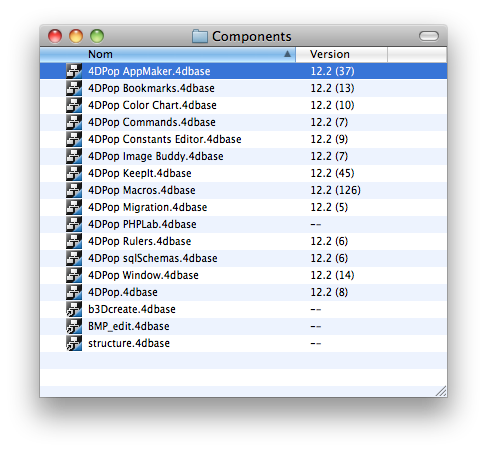 Components
Nom Version
4DPop AppMaker.4dbase 12.2 (37)
4DPop Bookmarks.4dbase 12.2 (13)
4DPop Color Chart.4dbase 12.2 (10)
4DPop Commands.4dbase 12.2 (7)
4DPop Constants Editor.4dbase 12.2 (9)
4DPop Image Buddy.4dbase 12.2 (7)
4DPop KeepIt.4dbase 12.2 (45)
4DPop Macros.4dbase 12.2 (126)
4DPop Migration.4dbase 12.2 (5)
4DPop PHPLab.4dbase --
4DPop Rulers.4dbase 12.2 (6)
4DPop sqlSchemas.4dbase 12.2 (6)
4DPop Window.4dbase 12.2 (14)
4DPop.4dbase 12.2 (8)
b3Dcreate.4dbase --
BMP_edit.4dbase --
structure.4dbase --